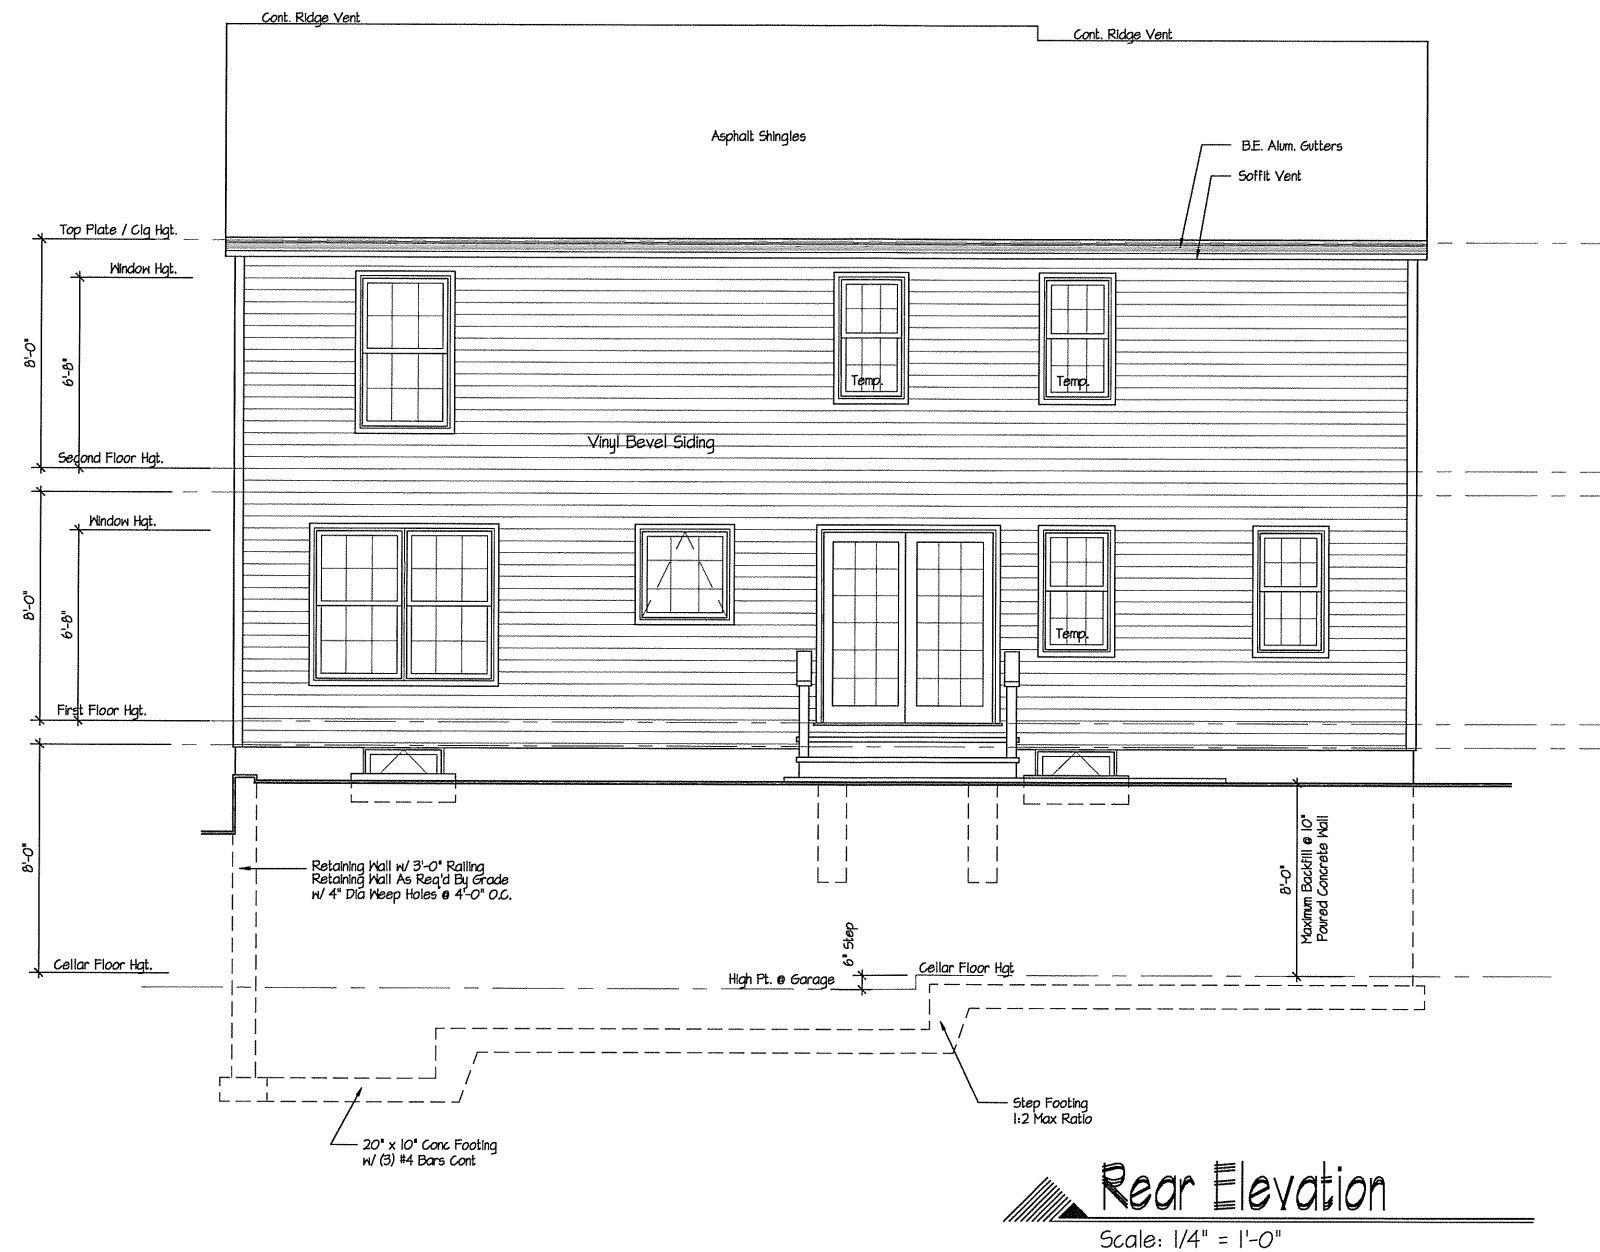 Cont. Ridge Vent
Cont. Ridge Vent
Asphalt Shingles
B.E. Alum. Gutters
Soffit Vent
Top Plate / Clg Hgt.
Window Hgt.
8'-0"
6'-8"
Temp.
Temp.
Vinyl Bevel Siding
Second Floor Hgt.
Window Hgt.
8'-0"
6'-8"
Temp.
First Floor Hgt.
8'-0"
Retaining Wall w/ 3'-0" Railing
Retaining Wall As Req'd By Grade
w/ 4" Dia Weep Holes @ 4'-0" O.C.
8'-0"
Maximum Backfill @ 10"
Poured Concrete Wall
6" Step
Cellar Floor Hgt.
Cellar Floor Hgt
High Pt. @ Garage
Step Footing
1:2 Max Ratio
20" x 10" Conc Footing
w/ (3) #4 Bars Cont
Rear Elevation
Scale: 1/4" = 1'-0"